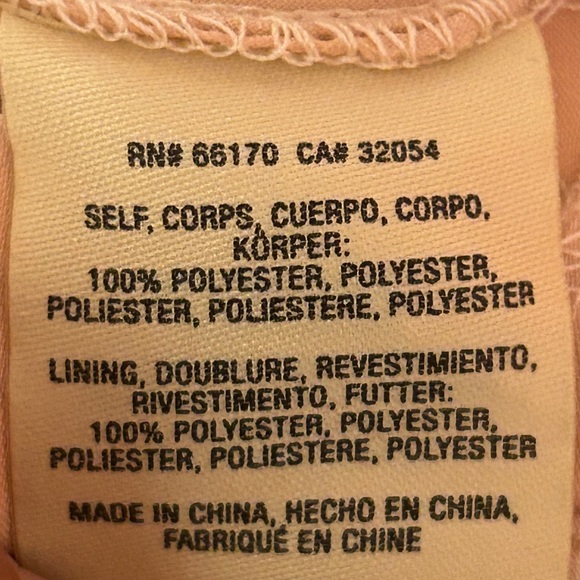 RN# 66170 CA# 32054
SELF, CORPS, CUERPO, CORPO,
KÖRPER:
100% POLYESTER, POLYESTER,
POLIESTER, POLIESTERE, POLYESTER
LINING, DOUBLURE, REVESTIMIENTO,
RIVESTIMENTO, FUTTER:
100% POLYESTER, POLYESTER,
POLIESTER, POLIESTERE, POLYESTER
MADE IN CHINA, HECHO EN CHINA,
FABRIQUÉ EN CHINE